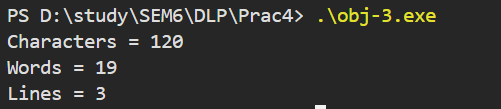 PS D:\study\SEM6\DLP\Prac4> .\obj-3.exe
Characters = 120
Words = 19
Lines = 3